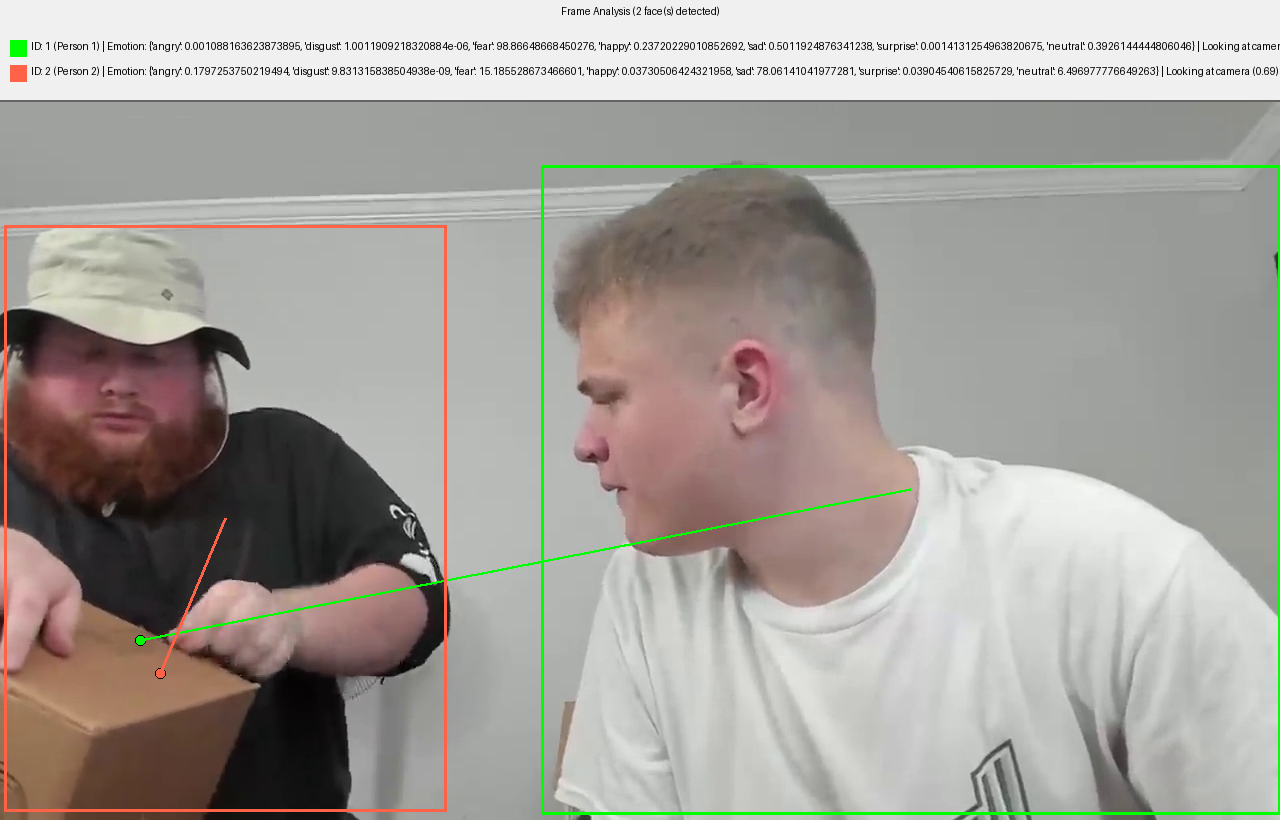 Frame Analysis (2 face(s) detected)
ID: 1 (Person 1) | Emotion: {'angry': 0.001088163623873895, 'disgust': 1.0011909218320884e-06, 'fear': 98.86648668450276, 'happy': 0.23720229010852692, 'sad': 0.5011924876341238, 'surprise': 0.0014131254963820675, 'neutral': 0.3926144444806046} | Looking at camer
ID: 2 (Person 2) | Emotion: {'angry': 0.1797253750219494, 'disgust': 9.831315838504938e-09, 'fear': 15.185528673466601, 'happy': 0.03730506424321958, 'sad': 78.06141041977281, 'surprise': 0.03904540615825729, 'neutral': 6.496977776649263} | Looking at camera (0.69)